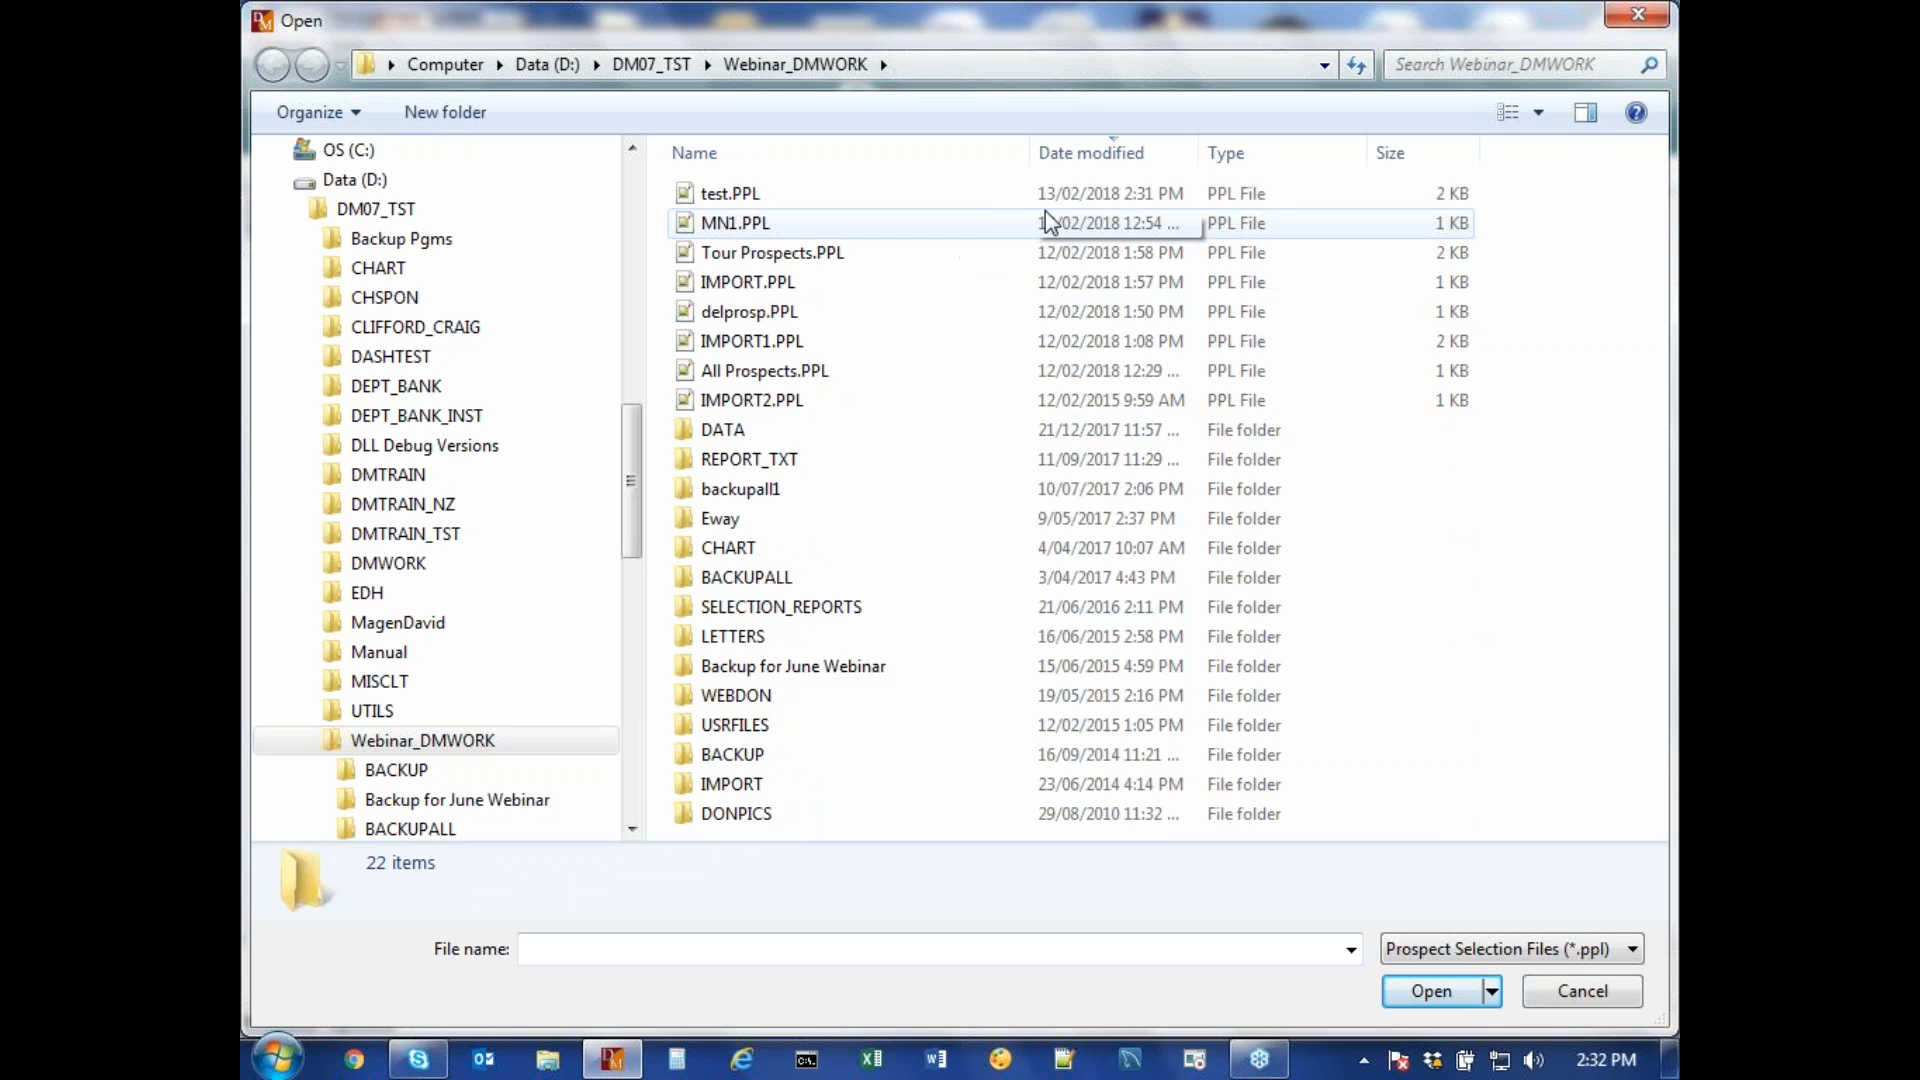 Open
Computer Data (D:) DM07_TST Webinar_DMWORK
Search Webinar_DMWORK
Organize New folder
OS (C:)
Data (D:)
DM07_TST
Backup Pgms
CHART
CHSPON
CLIFFORD_CRAIG
DASHTEST
DEPT_BANK
DEPT_BANK_INST
DLL Debug Versions
DMTRAIN
DMTRAIN_NZ
DMTRAIN_TST
DMWORK
EDH
MagenDavid
Manual
MISCLT
UTILS
Webinar_DMWORK
BACKUP
Backup for June Webinar
BACKUPALL
Name Date modified Type Size
test.PPL 13/02/2018 2:31 PM PPL File 2 KB
MN1.PPL /02/2018 12:54 ... PPL File 1 KB
Tour Prospects.PPL 12/02/2018 1:58 PM PPL File 2 KB
IMPORT.PPL 12/02/2018 1:57 PM PPL File 1 KB
delprosp.PPL 12/02/2018 1:50 PM PPL File 1 KB
IMPORT1.PPL 12/02/2018 1:08 PM PPL File 2 KB
All Prospects.PPL 12/02/2018 12:29 ... PPL File 1 KB
IMPORT2.PPL 12/02/2015 9:59 AM PPL File 1 KB
DATA 21/12/2017 11:57 ... File folder
REPORT_TXT 11/09/2017 11:29 ... File folder
backupall1 10/07/2017 2:06 PM File folder
Eway 9/05/2017 2:37 PM File folder
CHART 4/04/2017 10:07 AM File folder
BACKUPALL 3/04/2017 4:43 PM File folder
SELECTION_REPORTS 21/06/2016 2:11 PM File folder
LETTERS 16/06/2015 2:58 PM File folder
Backup for June Webinar 15/06/2015 4:59 PM File folder
WEBDON 19/05/2015 2:16 PM File folder
USRFILES 12/02/2015 1:05 PM File folder
BACKUP 16/09/2014 11:21 ... File folder
IMPORT 23/06/2014 4:14 PM File folder
DONPICS 29/08/2010 11:32 ... File folder
22 items
File name: Prospect Selection Files (*.ppl)
Open Cancel
2:32 PM